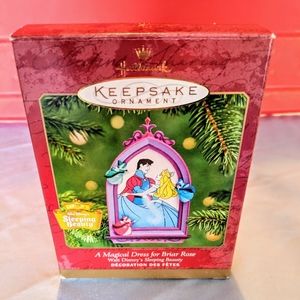 Hallmark
KEEPSAKE
ORNAMENT
Sleeping
Beauty
A Magical Dress for Briar Rose
Walt Disney's Sleeping Beauty
DÉCORATION DES FÊTES